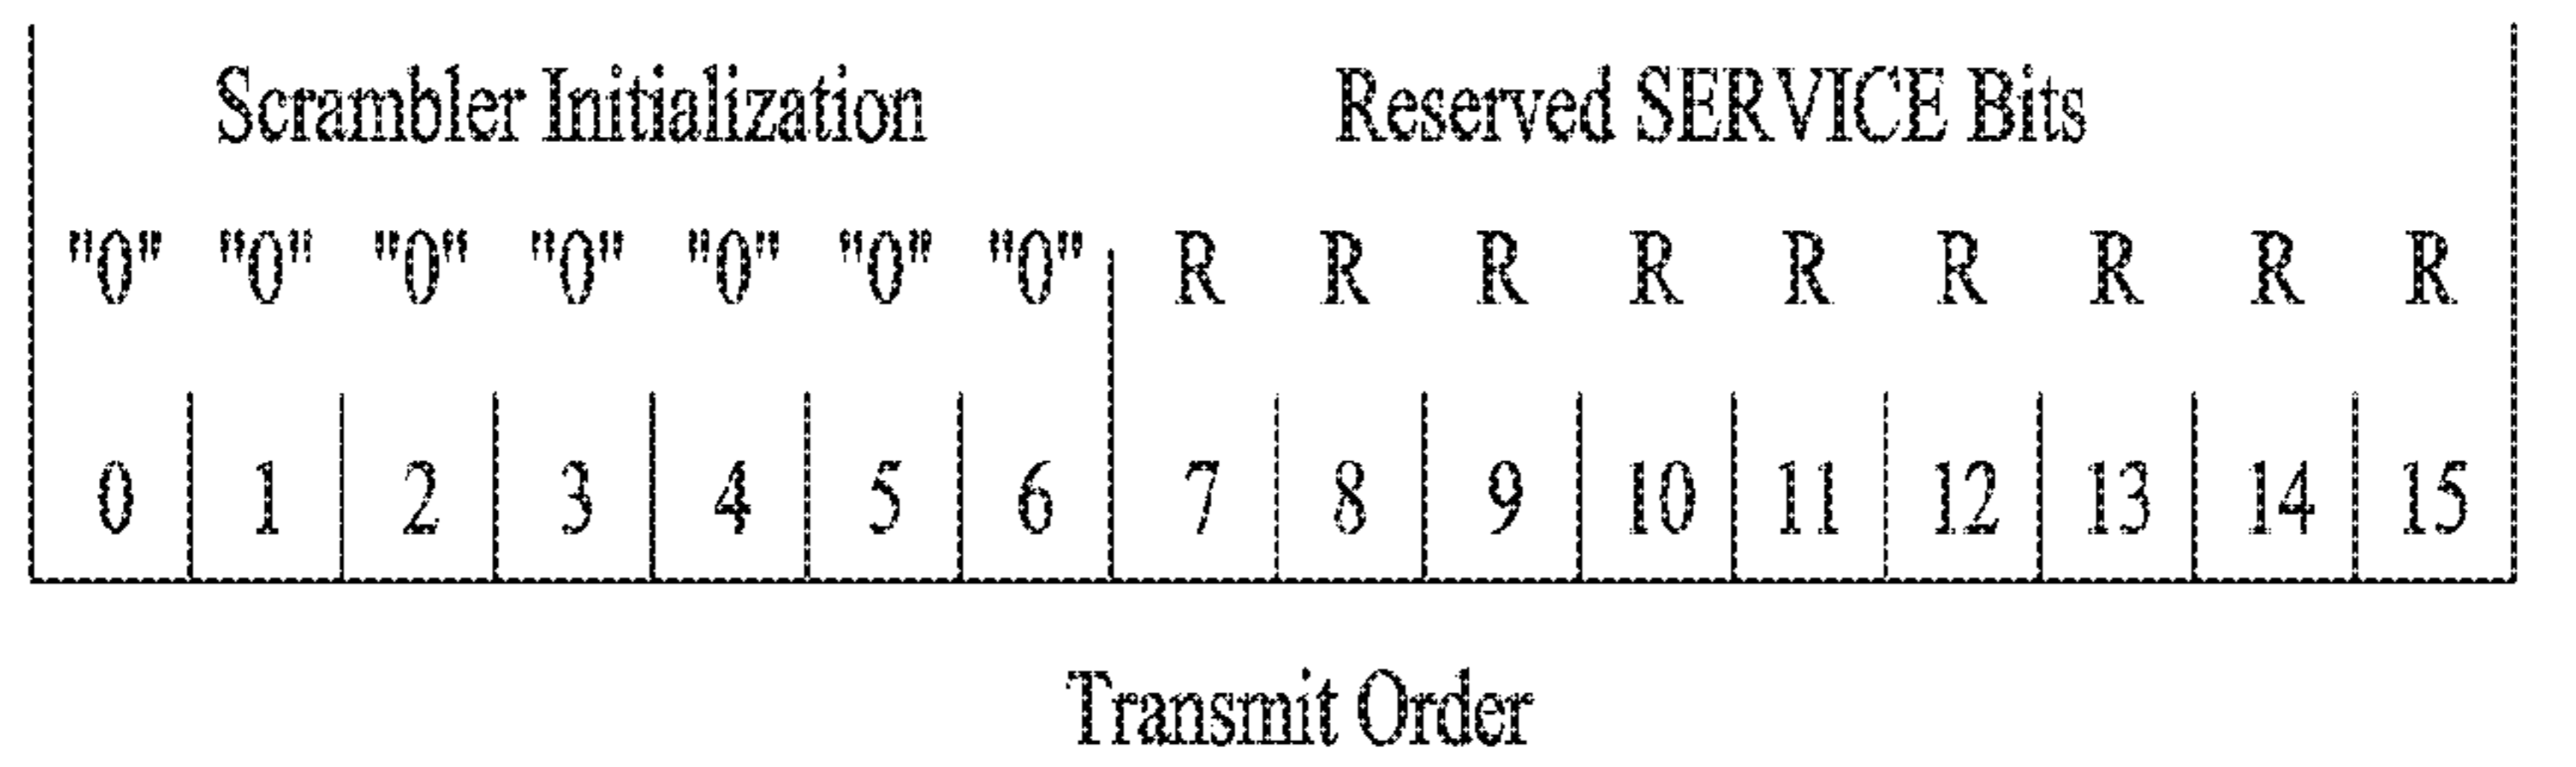 Scrambler Initialization Reserved SERVICE Bits
"0" "0" "0" "0" "0" "0" "0" R R R R R R R R R
0 1 2 3 4 5 6 7 8 9 10 11 12 13 14 15
Transmit Order